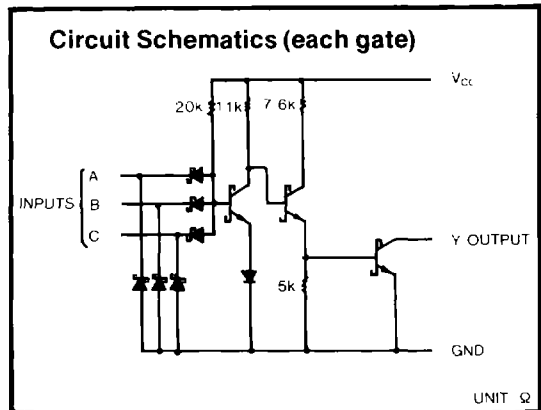 Circuit Schematics (each gate)
VCC
20k 11k 7.6k
A
INPUTS B
C
Y OUTPUT
5k
GND
UNIT Ω